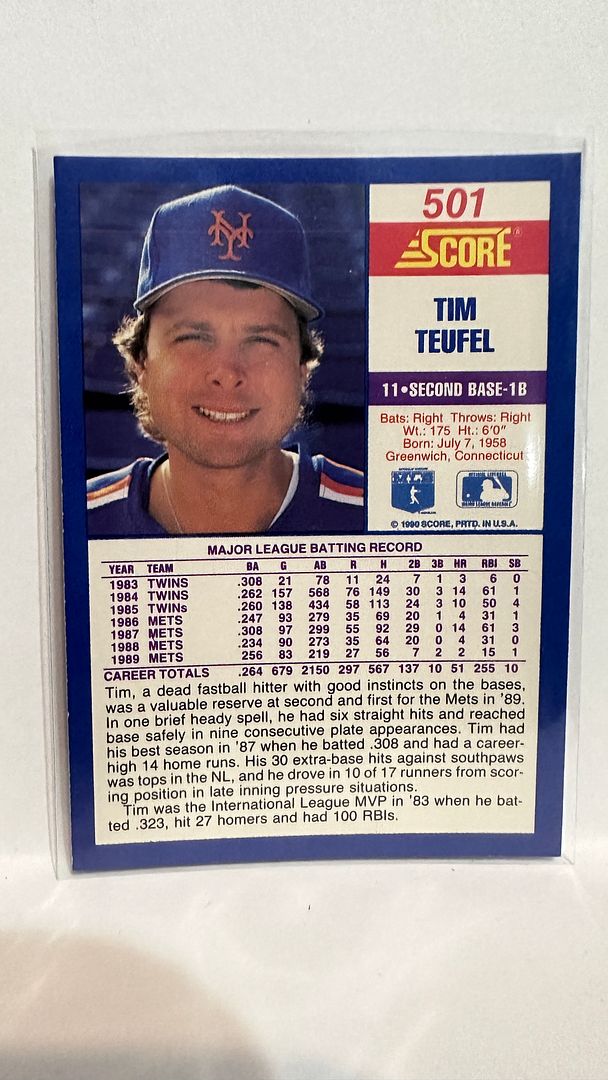 NY
501
SCORE®
TIM
TEUFEL
11•SECOND BASE-1B
Bats: Right Throws: Right
Wt.: 175 Ht.: 6'0"
Born: July 7, 1958
Greenwich, Connecticut
© 1990 SCORE, PRTD. IN U.S.A.
MAJOR LEAGUE BATTING RECORD
YEAR TEAM BA G AB R H 2B 3B HR RBI SB
1983 TWINS .308 21 78 11 24 7 1 3 6 0
1984 TWINS .262 157 568 76 149 30 3 14 61 1
1985 TWINs .260 138 434 58 113 24 3 10 50 4
1986 METS .247 93 279 35 69 20 1 4 31 1
1987 METS .308 97 299 55 92 29 0 14 61 3
1988 METS .234 90 273 35 64 20 0 4 31 0
1989 METS 256 83 219 27 56 7 2 2 15 1
CAREER TOTALS .264 679 2150 297 567 137 10 51 255 10
Tim, a dead fastball hitter with good instincts on the bases,
was a valuable reserve at second and first for the Mets in '89.
In one brief heady spell, he had six straight hits and reached
base safely in nine consecutive plate appearances. Tim had
his best season in '87 when he batted .308 and had a career-
high 14 home runs. His 30 extra-base hits against southpaws
was tops in the NL, and he drove in 10 of 17 runners from scor-
ing position in late inning pressure situations.
Tim was the International League MVP in '83 when he bat-
ted .323, hit 27 homers and had 100 RBIs.